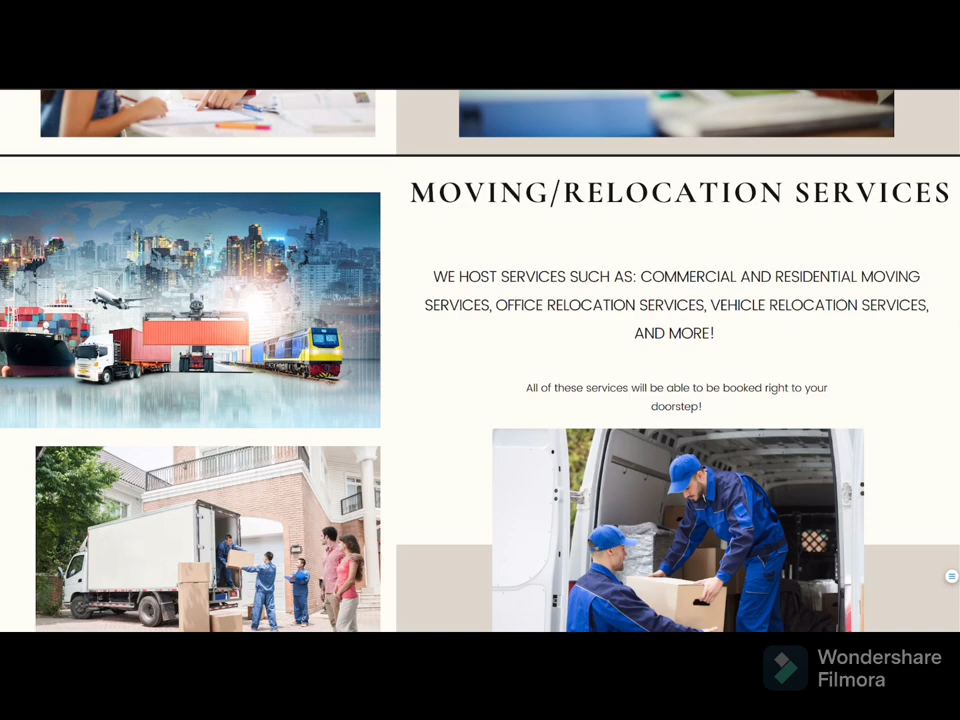 MOVING/RELOCATION SERVICES
WE HOST SERVICES SUCH AS: COMMERCIAL AND RESIDENTIAL MOVING
SERVICES, OFFICE RELOCATION SERVICES, VEHICLE RELOCATION SERVICES,
AND MORE!
All of these services will be able to be booked right to your
doorstep!
Wondershare
Filmora